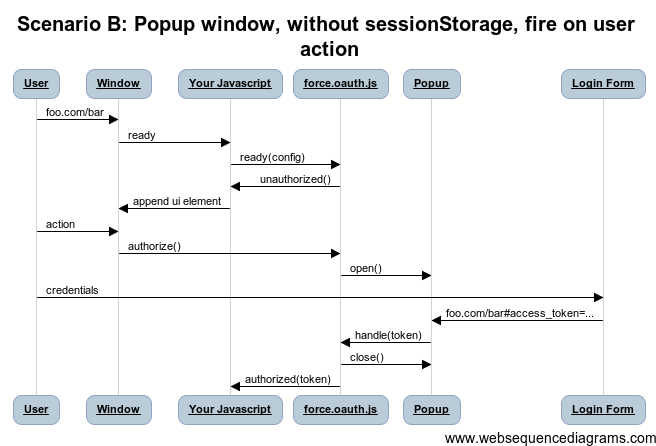 Scenario B: Popup window, without sessionStorage, fire on user
action
User Window Your Javascript force.oauth.js Popup Login Form
foo.com/bar
ready
ready(config)
unauthorized()
append ui element
action
authorize()
open()
credentials
foo.com/bar#access_token=...
handle(token)
close()
authorized(token)
User Window Your Javascript force.oauth.js Popup Login Form
www.websequencediagrams.com